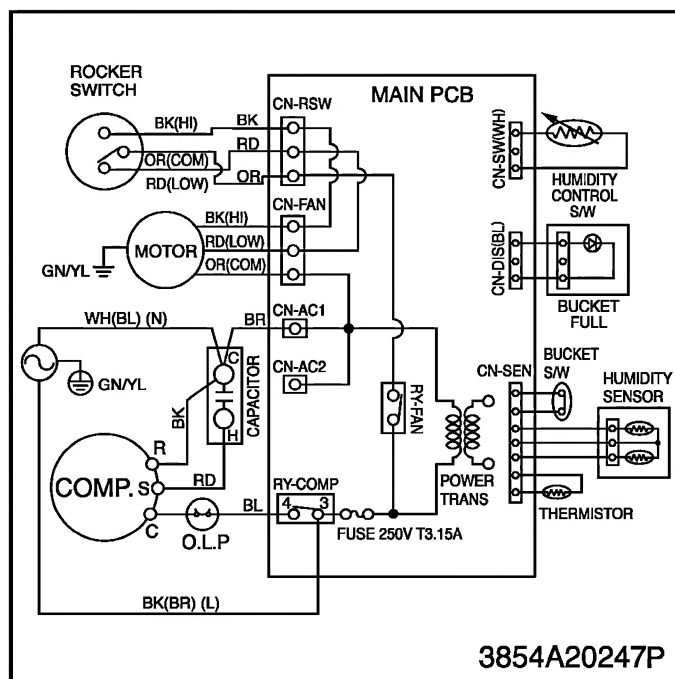 ROCKER
SWITCH
BK(HI)
BK
OR(COM)
RD
RD(LOW)
OR
CN-RSW
MAIN PCB
CN-SW(WH)
HUMIDITY
CONTROL
S/W
CN-FAN
BK(HI)
RD(LOW)
OR(COM)
MOTOR
GN/YL
CN-DIS(BL)
BUCKET
FULL
WH(BL) (N)
BR
CN-AC1
CN-AC2
GN/YL
C
H
CAPACITOR
BK
RY-FAN
POWER
TRANS
CN-SEN
BUCKET
S/W
HUMIDITY
SENSOR
THERMISTOR
COMP.
R
S
C
RD
O.L.P
BL
RY-COMP
4 3
FUSE 250V T3.15A
BK(BR) (L)
3854A20247P